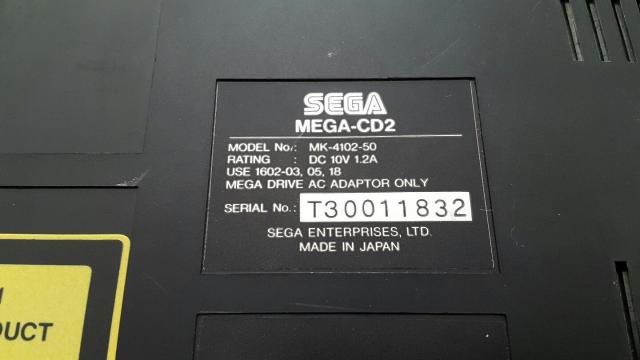 SEGA
MEGA-CD2
MODEL No.: MK-4102-50
RATING : DC 10V 1.2A
USE 1602-03, 05, 18
MEGA DRIVE AC ADAPTOR ONLY
SERIAL No.: T30011832
SEGA ENTERPRISES, LTD.
MADE IN JAPAN